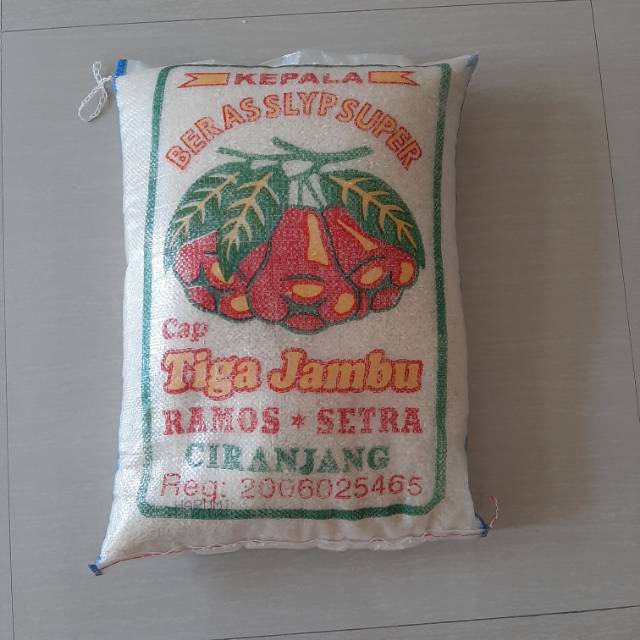 KEPALA
BERAS SLYP SUPER
Cap
Tiga Jambu
RAMOS * SETRA
CIRANJANG
Reg: 2006025465